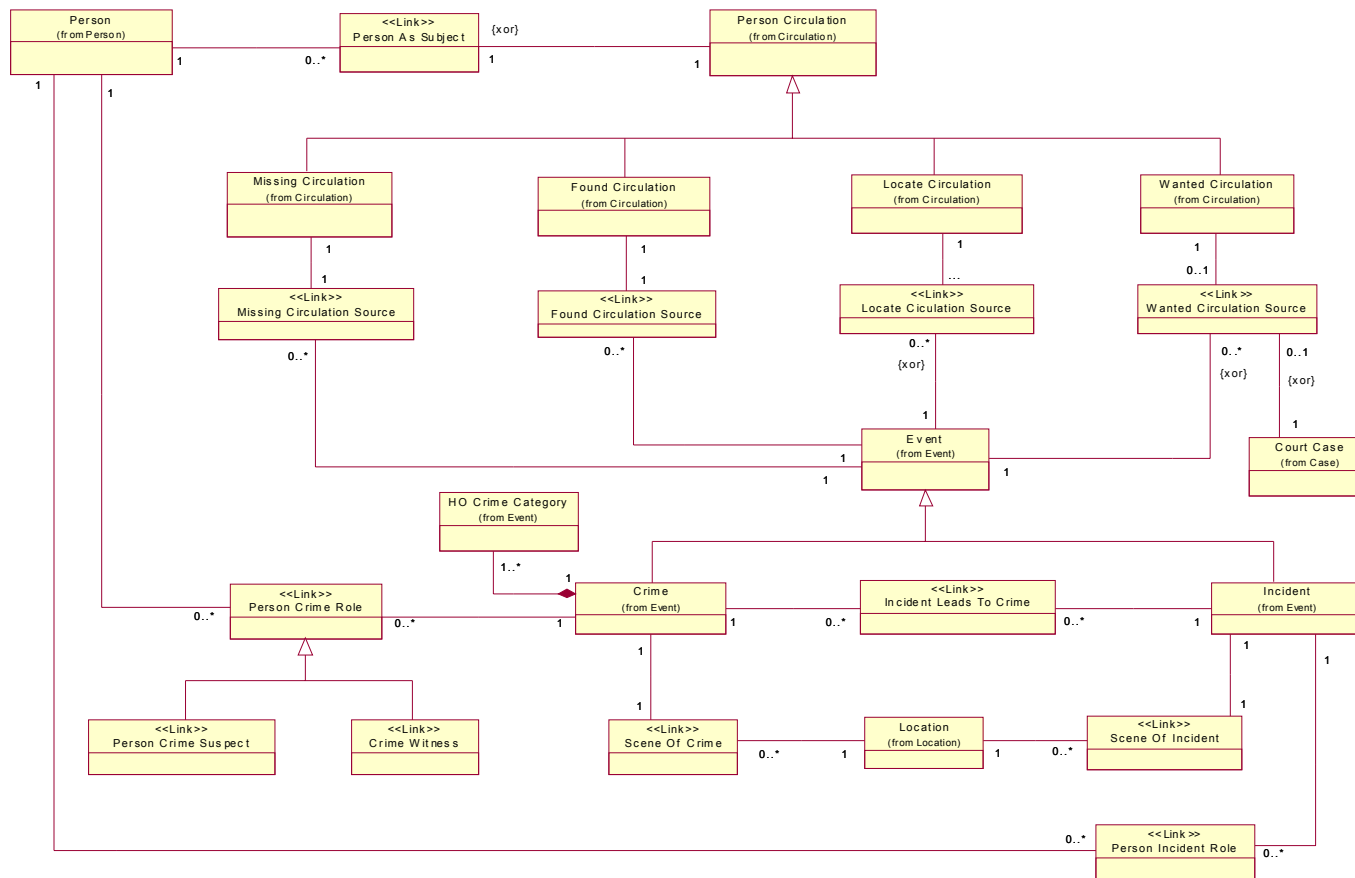 Person
(from Person)
<<Link>>
Person As Subject
{xor}
Person Circulation
(from Circulation)
1
0..*
1
1
1
1
Missing Circulation
(from Circulation)
Found Circulation
(from Circulation)
Locate Circulation
(from Circulation)
Wanted Circulation
(from Circulation)
1
1
1
1
1
1
...
0..1
<<Link>>
Missing Circulation Source
<<Link>>
Found Circulation Source
<<Link>>
Locate Ciculation Source
<<Link>>
Wanted Circulation Source
0..*
0..*
0..*
{xor}
0..*
{xor}
0..1
{xor}
1
1
Event
(from Event)
Court Case
(from Case)
1
1
1
HO Crime Category
(from Event)
1..*
1
<<Link>>
Person Crime Role
Crime
(from Event)
<<Link>>
Incident Leads To Crime
Incident
(from Event)
0..*
0..*
1
1
0..*
0..*
1
1
1
1
1
1
<<Link>>
Person Crime Suspect
<<Link>>
Crime Witness
<<Link>>
Scene Of Crime
Location
(from Location)
<<Link>>
Scene Of Incident
0..*
1
1
0..*
0..*
<<Link>>
Person Incident Role
0..*